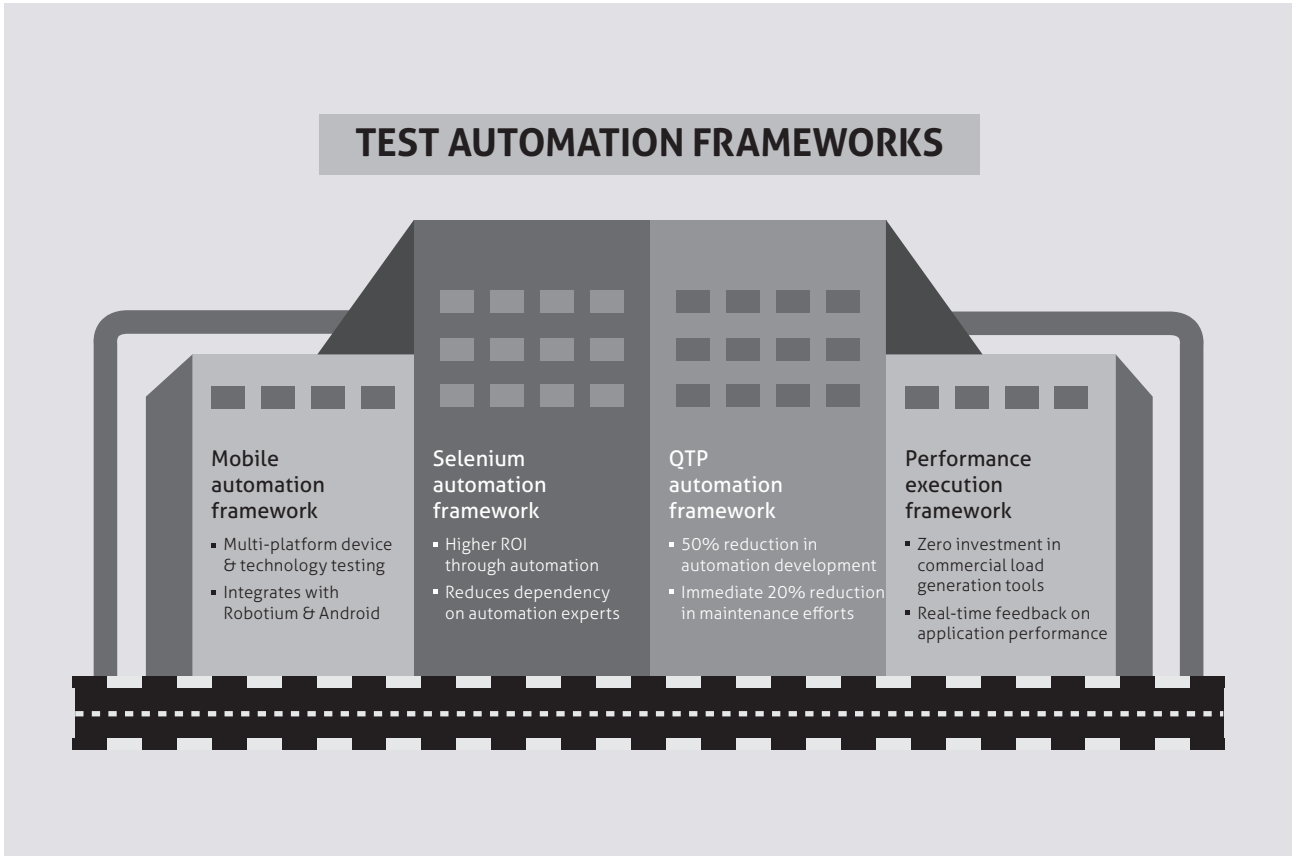 TEST AUTOMATION FRAMEWORKS
Mobile
automation
framework
▪ Multi-platform device
& technology testing
▪ Integrates with
Robotium & Android
Selenium
automation
framework
▪ Higher ROI
through automation
▪ Reduces dependency
on automation experts
QTP
automation
framework
▪ 50% reduction in
automation development
▪ Immediate 20% reduction
in maintenance efforts
Performance
execution
framework
▪ Zero investment in
commercial load
generation tools
▪ Real-time feedback on
application performance